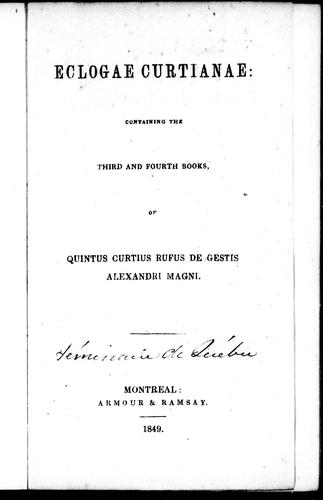 ECLOGAE CURTIANAE:
CONTAINING THE
THIRD AND FOURTH BOOKS,
OF
QUINTUS CURTIUS RUFUS DE GESTIS
ALEXANDRI MAGNI.
Séminaire de Québec
MONTREAL:
ARMOUR & RAMSAY.
1849.